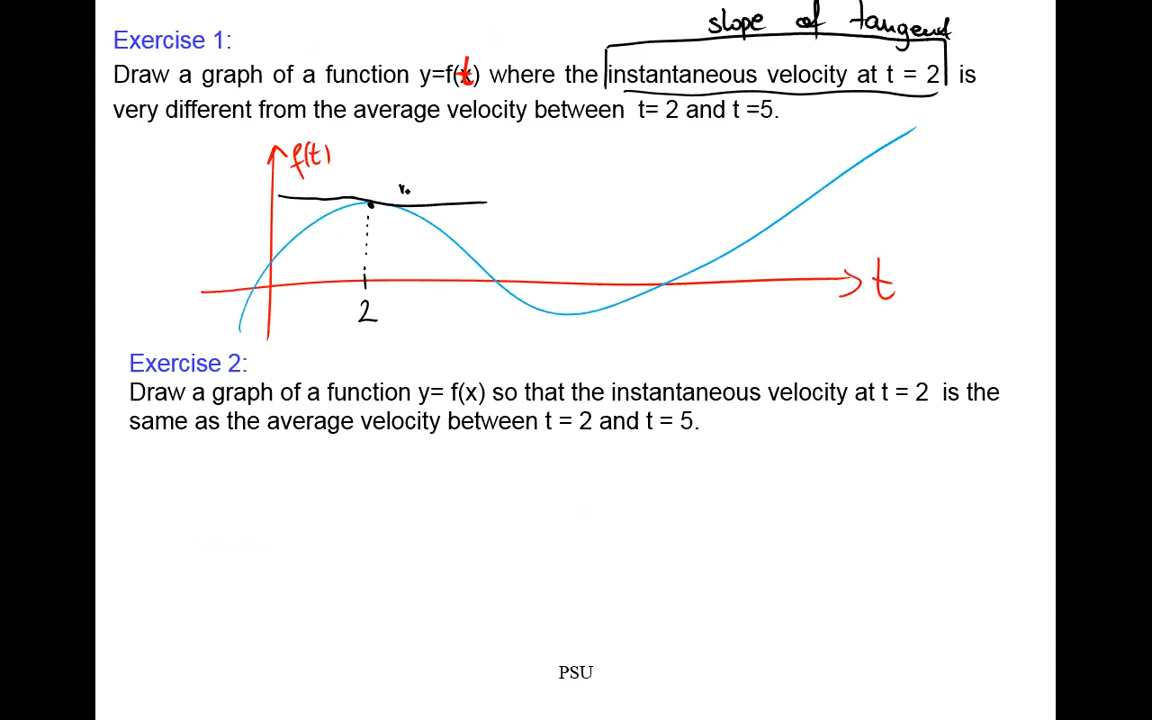 slope of tangent
Exercise 1:
Draw a graph of a function y=f(t) where the instantaneous velocity at t = 2 is
very different from the average velocity between t= 2 and t =5.
f(t)
t
2
Exercise 2:
Draw a graph of a function y= f(x) so that the instantaneous velocity at t = 2 is the
same as the average velocity between t = 2 and t = 5.
PSU